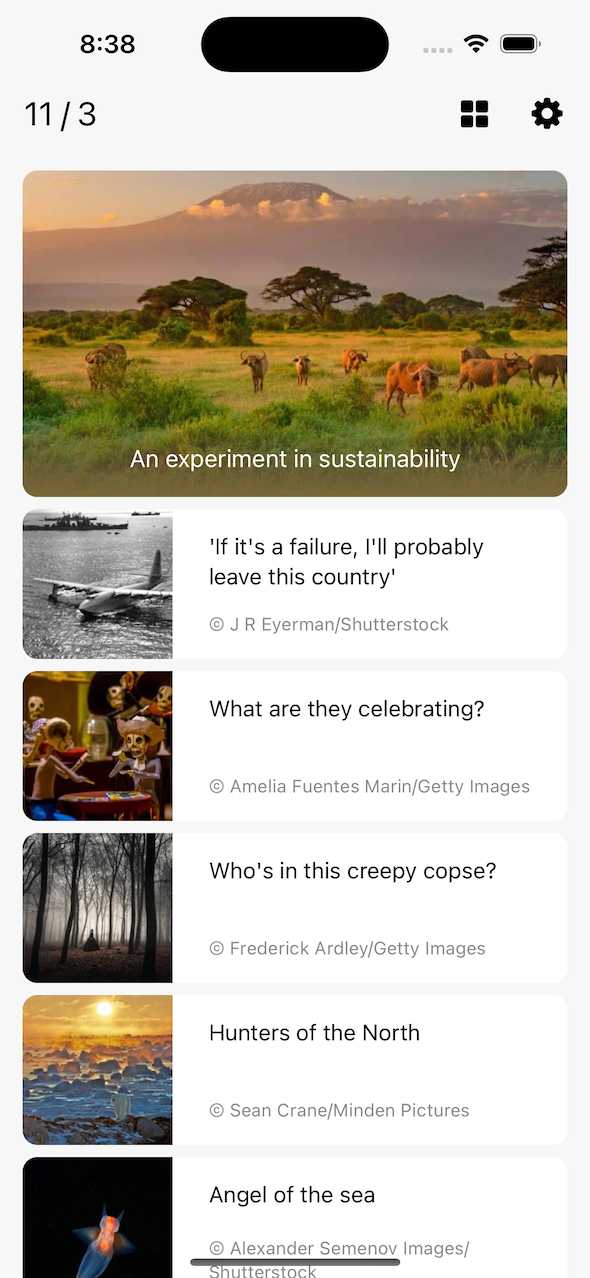 8:38
11 / 3
An experiment in sustainability
'If it's a failure, I'll probably
leave this country'
© J R Eyerman/Shutterstock
What are they celebrating?
© Amelia Fuentes Marin/Getty Images
Who's in this creepy copse?
© Frederick Ardley/Getty Images
Hunters of the North
© Sean Crane/Minden Pictures
Angel of the sea
© Alexander Semenov Images/
Shutterstock